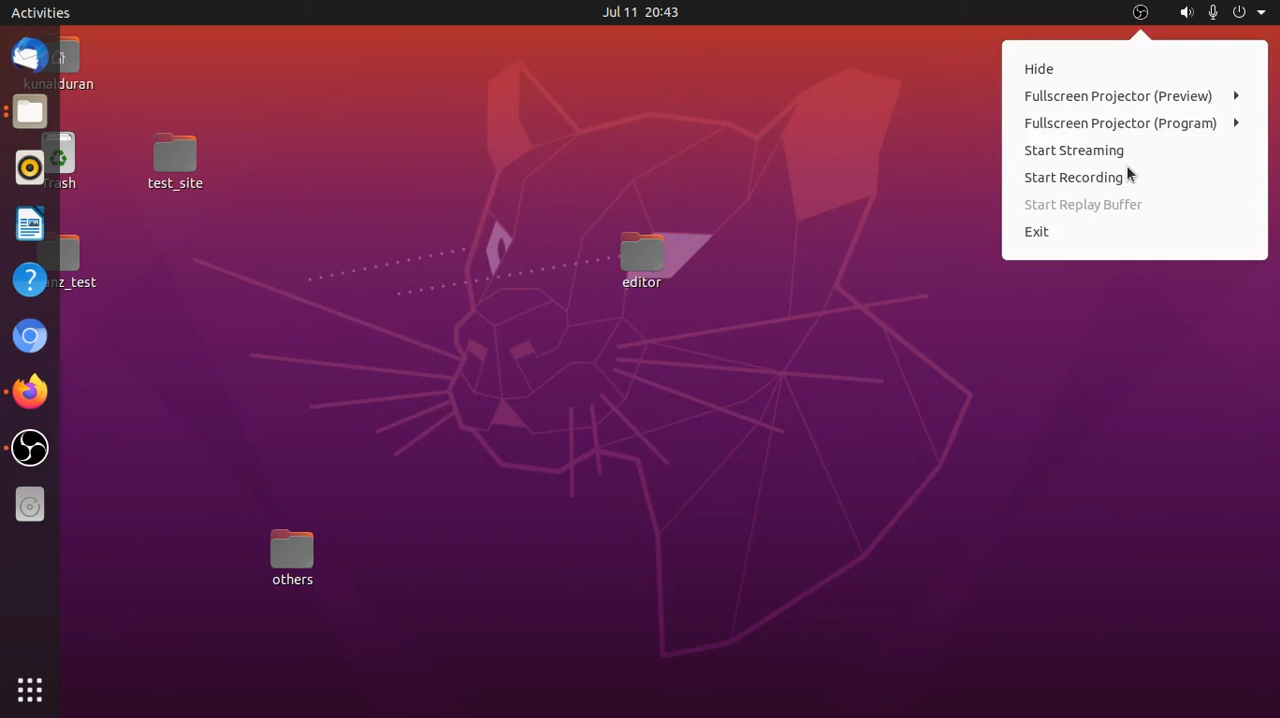 Activities
Jul 11 20:43
Hide
Fullscreen Projector (Preview)
Fullscreen Projector (Program)
Start Streaming
Start Recording
Start Replay Buffer
Exit
kunalduran
trash
test_site
nz_test
editor
others